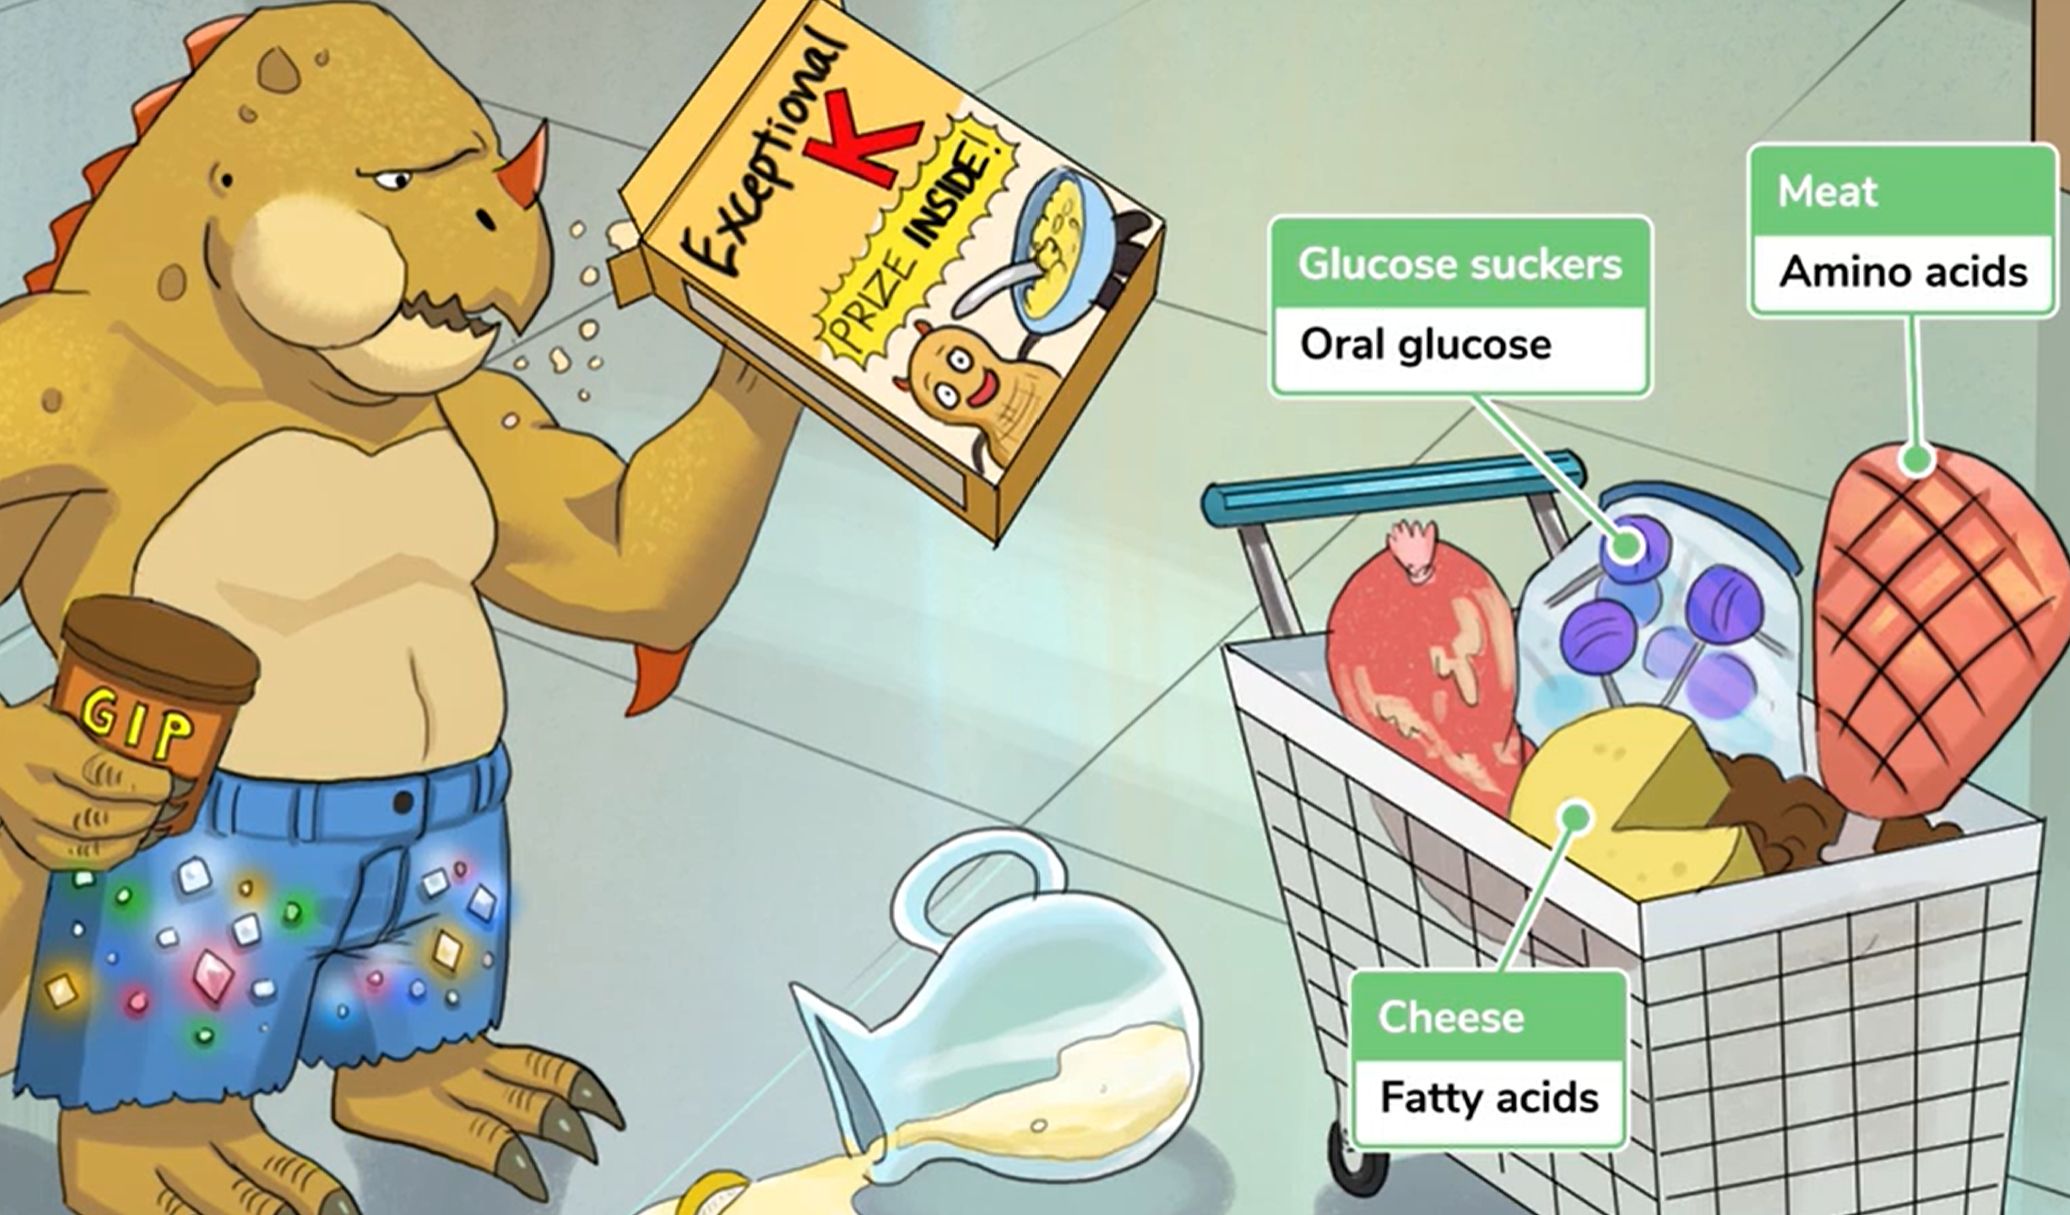 Exceptional
K
PRIZE INSIDE!
GIP
Glucose suckers
Oral glucose
Meat
Amino acids
Cheese
Fatty acids